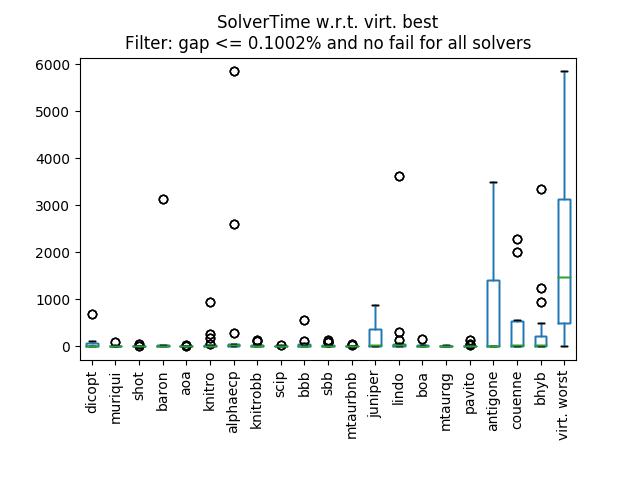 SolverTime w.r.t. virt. best
Filter: gap <= 0.1002% and no fail for all solvers
6000
5000
4000
3000
2000
1000
0
dicopt
muriqui
shot
baron
aoa
knitro
alphaecp
knitrobb
scip
bbb
sbb
mtaurbnb
juniper
lindo
boa
mtaurqg
pavito
antigone
couenne
bhyb
virt. worst